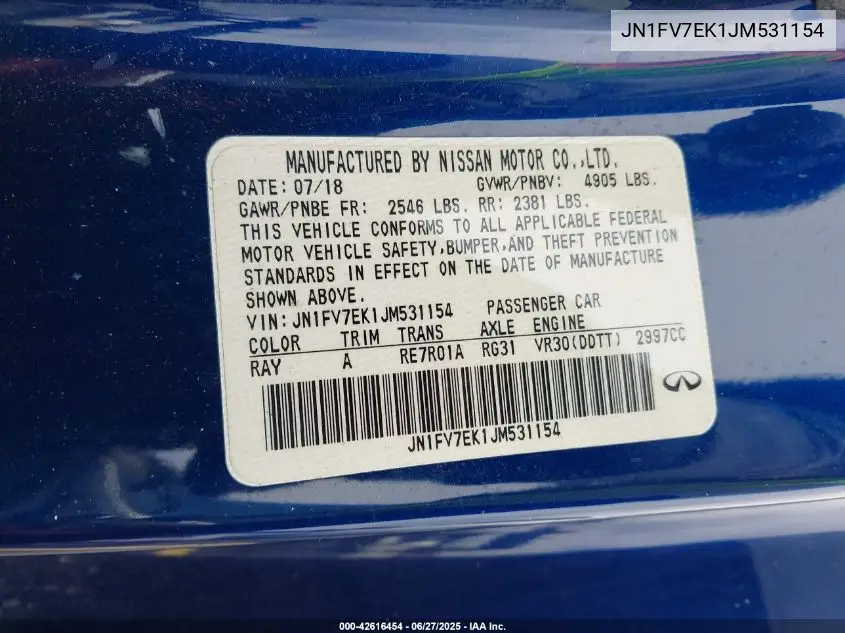 JN1FV7EK1JM531154
MANUFACTURED BY NISSAN MOTOR CO.,LTD.
DATE: 07/18 GVWR/PNBV: 4905 LBS.
GAWR/PNBE FR: 2546 LBS. RR: 2381 LBS.
THIS VEHICLE CONFORMS TO ALL APPLICABLE FEDERAL
MOTOR VEHICLE SAFETY,BUMPER,AND THEFT PREVENTION
STANDARDS IN EFFECT ON THE DATE OF MANUFACTURE
SHOWN ABOVE.
VIN:JN1FV7EK1JM531154 PASSENGER CAR
COLOR TRIM TRANS AXLE ENGINE
RAY A RE7R01A RG31 VR30(DDTT) 2997CC
JN1FV7EK1JM531154
000-42616454 - 06/27/2025 - IAA Inc.